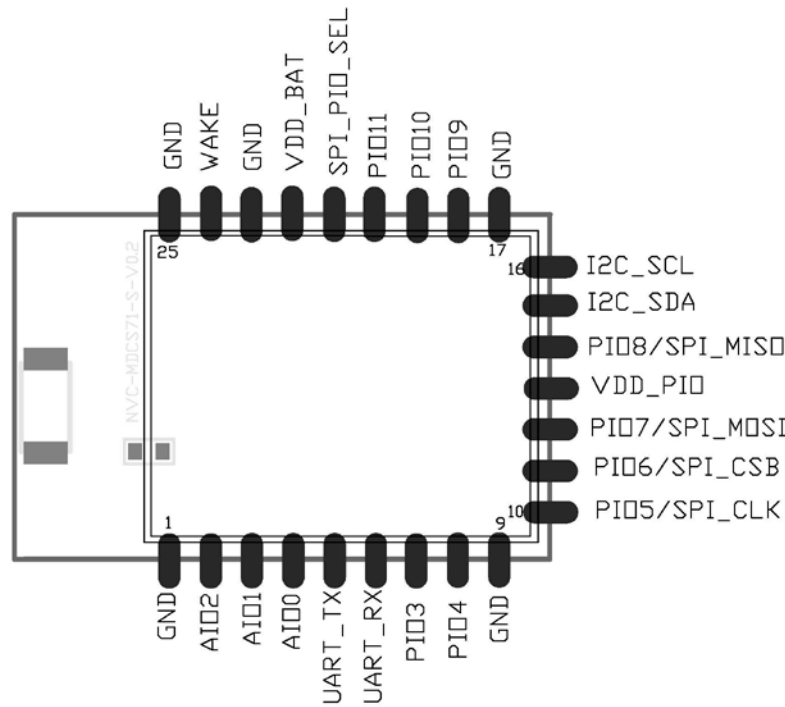 GND
WAKE
GND
VDD_BAT
SPI_PIO_SEL
PIO11
PIO10
PIO9
GND
25
17
16
I2C_SCL
I2C_SDA
PIO8/SPI_MISO
VDD_PIO
PIO7/SPI_MOSI
PIO6/SPI_CSB
10
PIO5/SPI_CLK
NVC-MDCS71-S-V0.2
1
9
GND
AIO2
AIO1
AIO0
UART_TX
UART_RX
PIO3
PIO4
GND